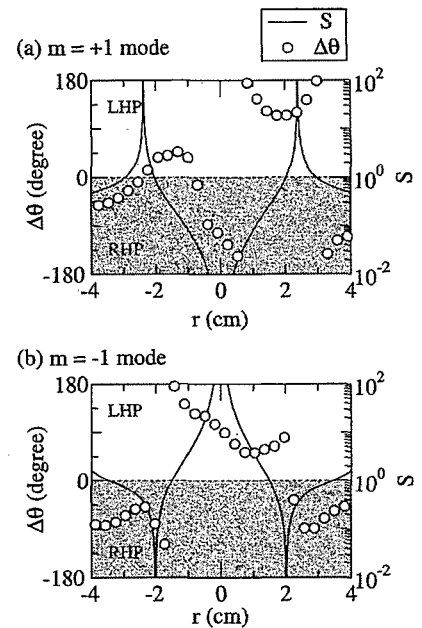 S
Δθ
(a) m = +1 mode
180
LHP
0
RHP
-180
Δθ (degree)
10²
10⁰
10⁻²
S
-4 -2 0 2 4
r (cm)
(b) m = -1 mode
180
LHP
0
RHP
-180
Δθ (degree)
10²
10⁰
10⁻²
S
-4 -2 0 2 4
r (cm)